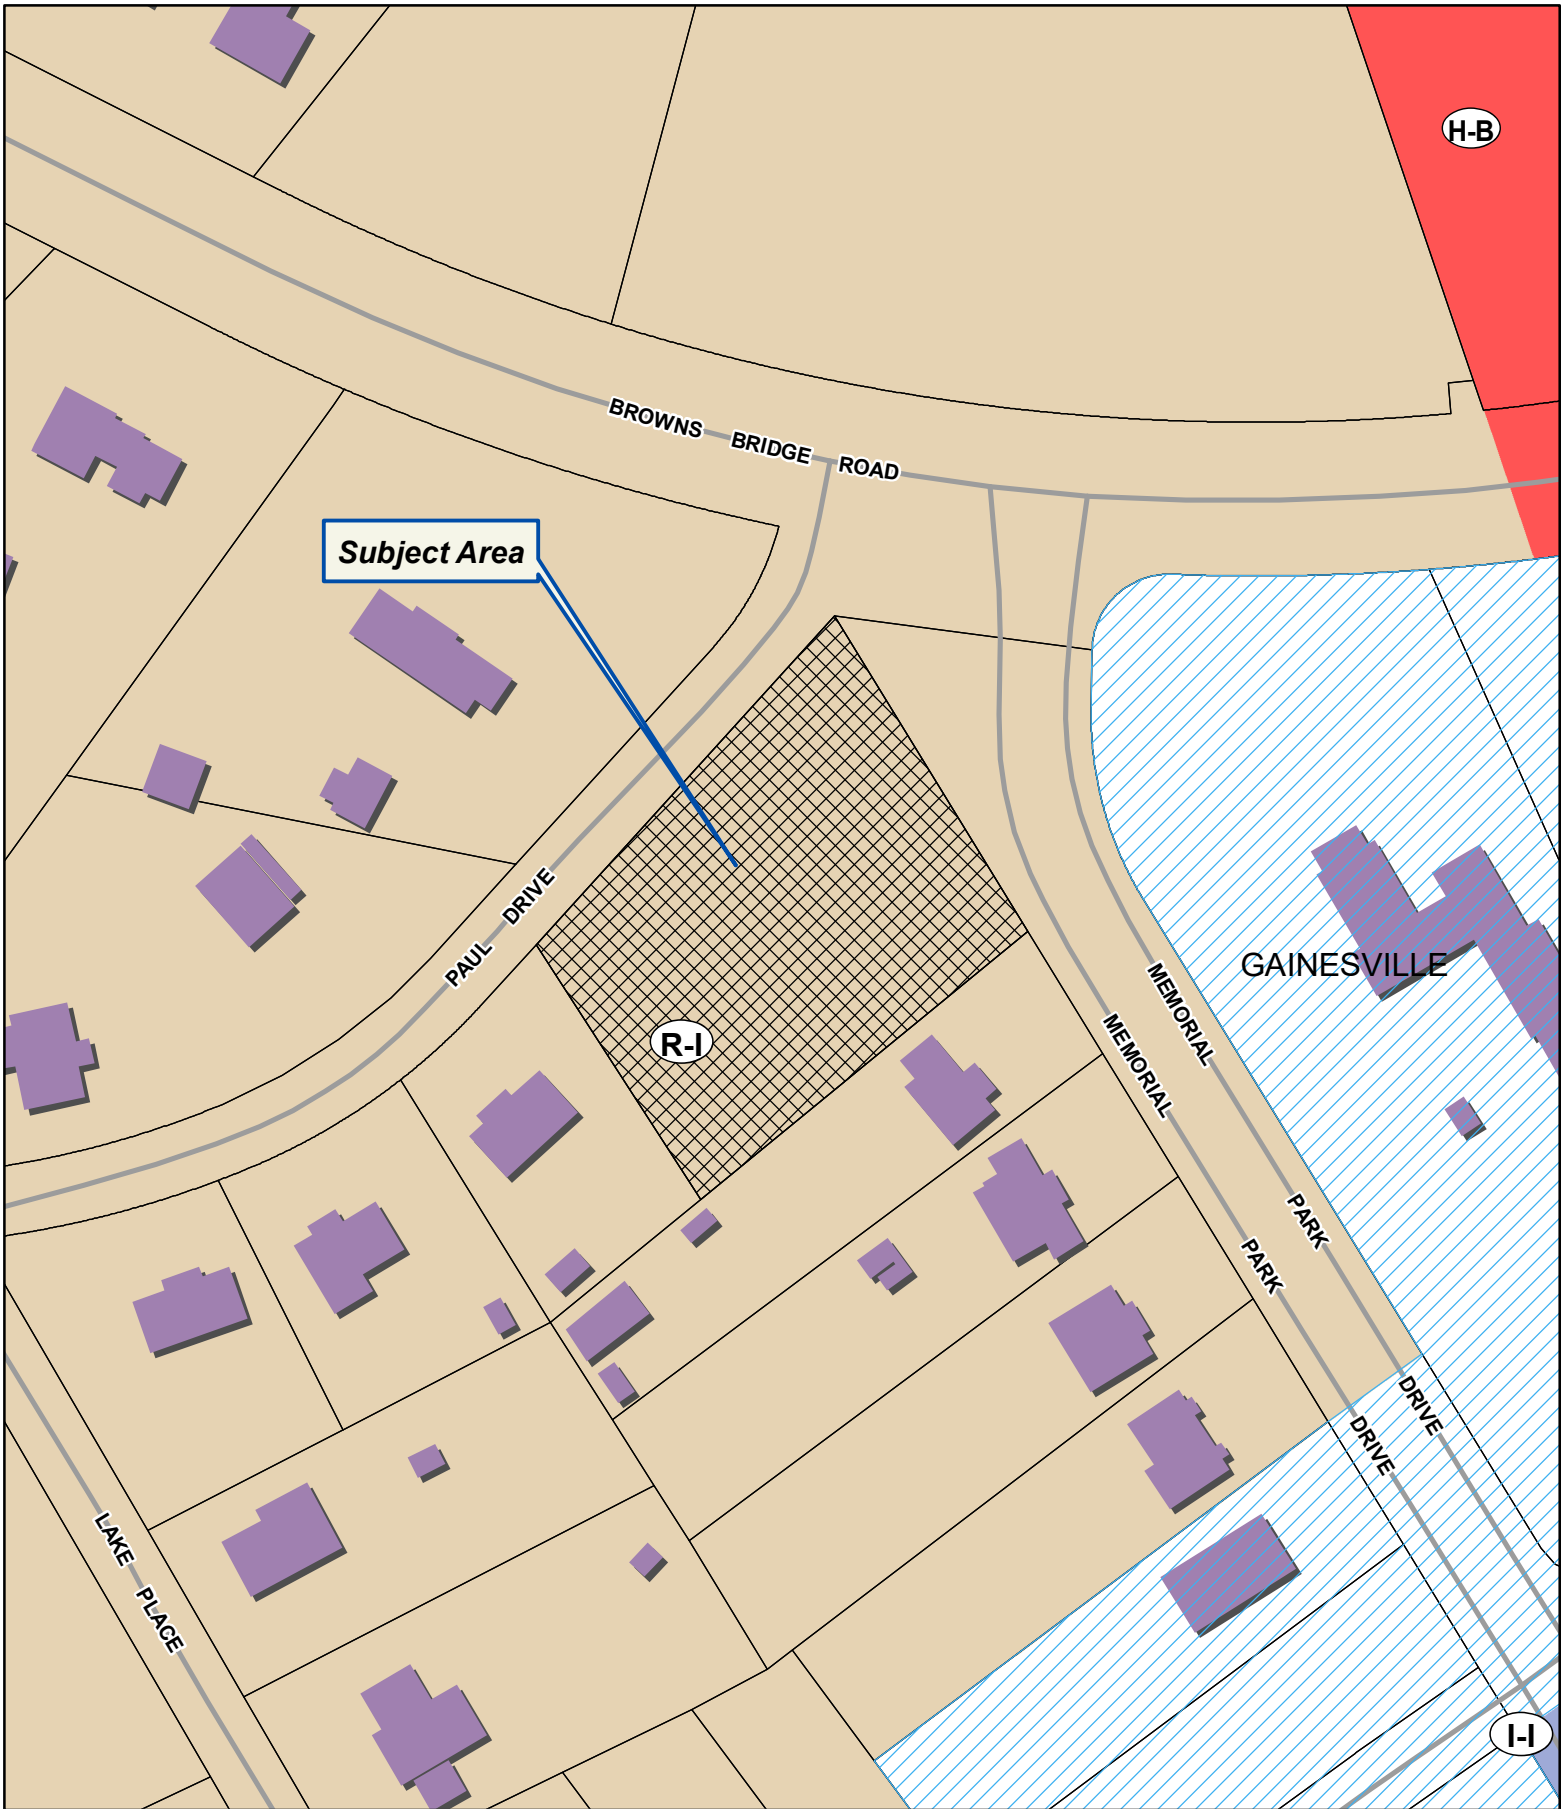 H-B
BROWNS BRIDGE ROAD
Subject Area
PAUL DRIVE
GAINESVILLE
R-I
MEMORIAL PARK DRIVE
MEMORIAL PARK DRIVE
LAKE PLACE
I-I